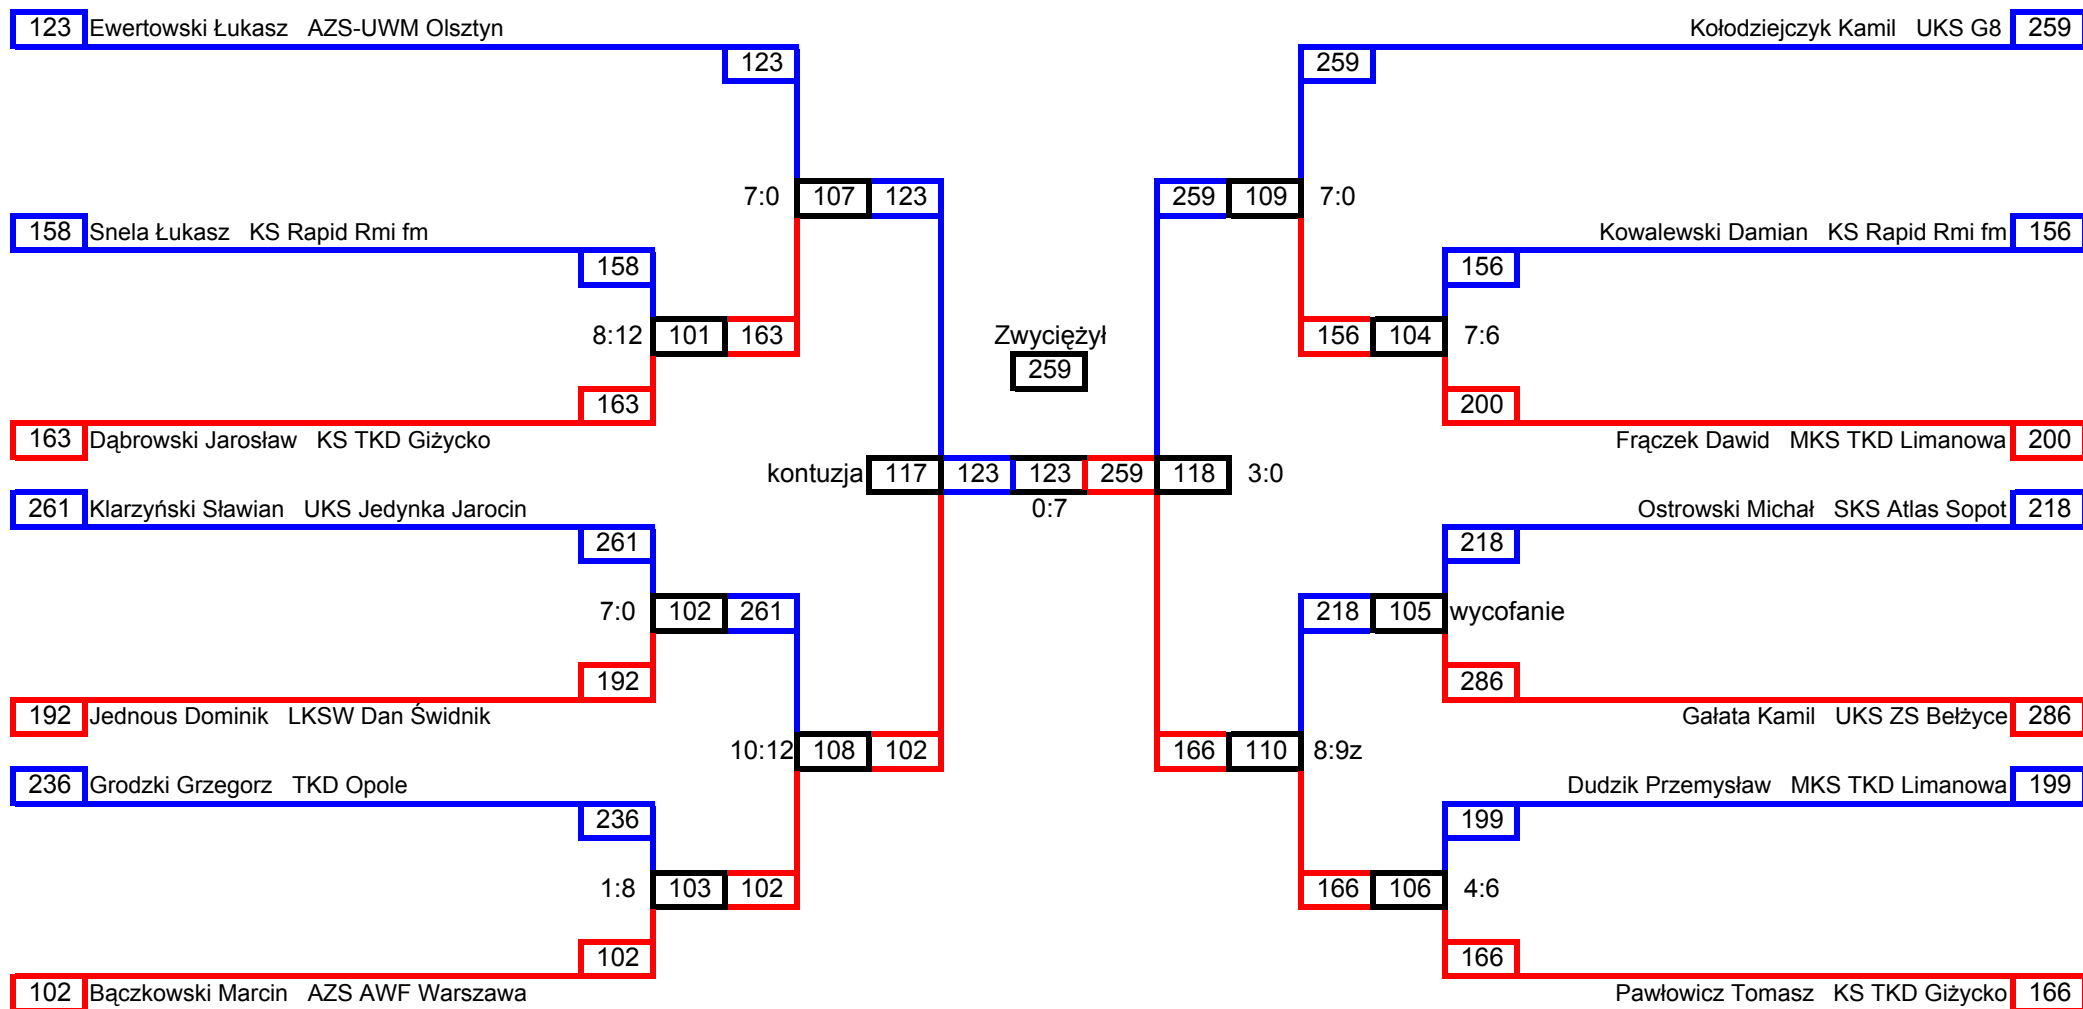 123 Ewertowski Łukasz AZS-UWM Olsztyn Kołodziejczyk Kamil UKS G8 259
123 259
7:0 107 123 259 109 7:0
158 Snela Łukasz KS Rapid Rmi fm Kowalewski Damian KS Rapid Rmi fm 156
158 156
8:12 101 163 Zwyciężył 156 104 7:6
259
163 200
163 Dąbrowski Jarosław KS TKD Giżycko Frączek Dawid MKS TKD Limanowa 200
kontuzja 117 123 123 259 118 3:0
261 Klarzyński Sławian UKS Jedynka Jarocin 0:7 Ostrowski Michał SKS Atlas Sopot 218
261 218
7:0 102 261 218 105 wycofanie
192 286
192 Jednous Dominik LKSW Dan Świdnik Gałata Kamil UKS ZS Bełżyce 286
10:12 108 102 166 110 8:9z
236 Grodzki Grzegorz TKD Opole Dudzik Przemysław MKS TKD Limanowa 199
236 199
1:8 103 102 166 106 4:6
102 166
102 Bączkowski Marcin AZS AWF Warszawa Pawłowicz Tomasz KS TKD Giżycko 166